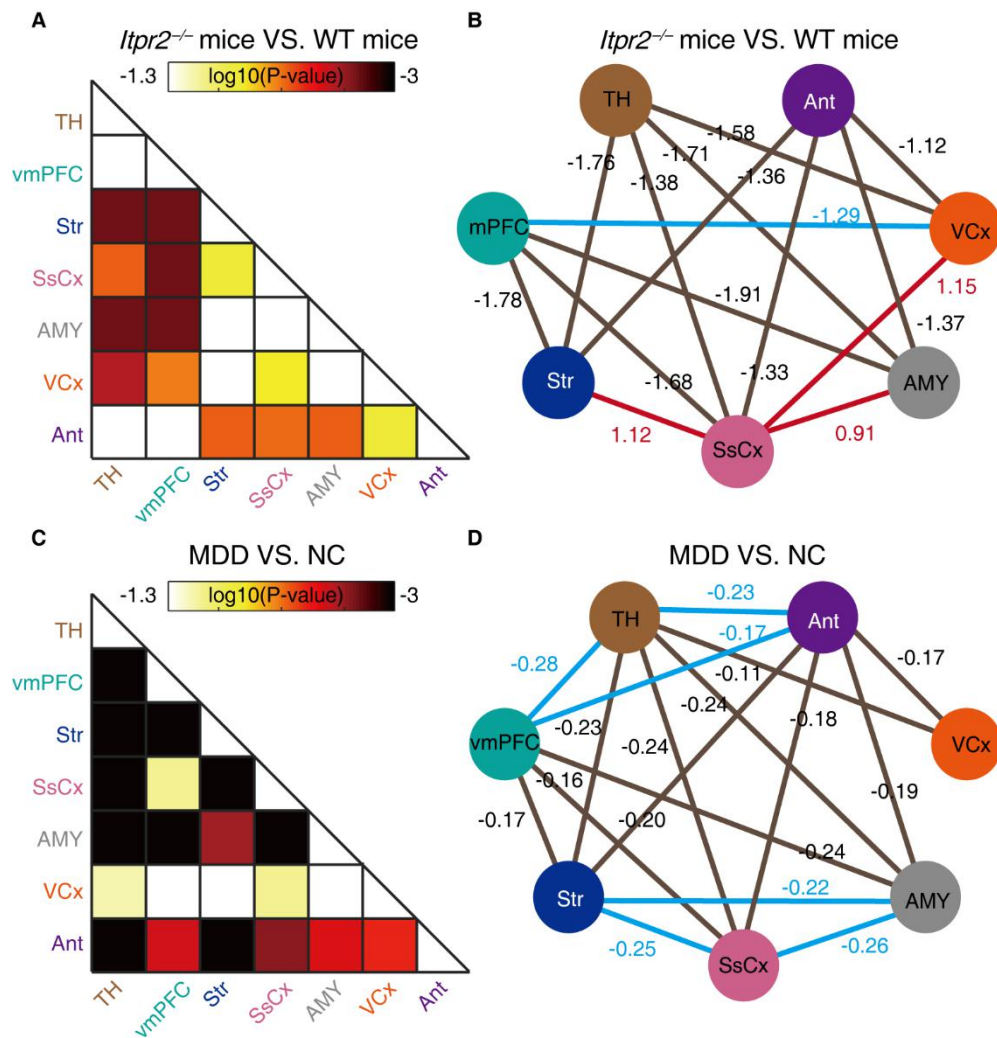 A
Itpr2–/– mice VS. WT mice
-1.3 log10(P-value) -3
TH
vmPFC
Str
SsCx
AMY
VCx
Ant
TH vmPFC Str SsCx AMY VCx Ant
B
Itpr2–/– mice VS. WT mice
TH Ant
-1.58 -1.12
-1.76 -1.71 -1.36
-1.38
mPFC -1.29 VCx
-1.91 1.15
-1.78 -1.37
-1.68 -1.33
Str AMY
1.12 SsCx 0.91
C
MDD VS. NC
-1.3 log10(P-value) -3
TH
vmPFC
Str
SsCx
AMY
VCx
Ant
TH vmPFC Str SsCx AMY VCx Ant
D
MDD VS. NC
-0.23
TH Ant
-0.17
-0.28 -0.11 -0.17
-0.24
-0.23 -0.18
vmPFC VCx
-0.24
-0.16 -0.19
-0.17 -0.20
-0.24
-0.22
Str AMY
-0.25 -0.26
SsCx